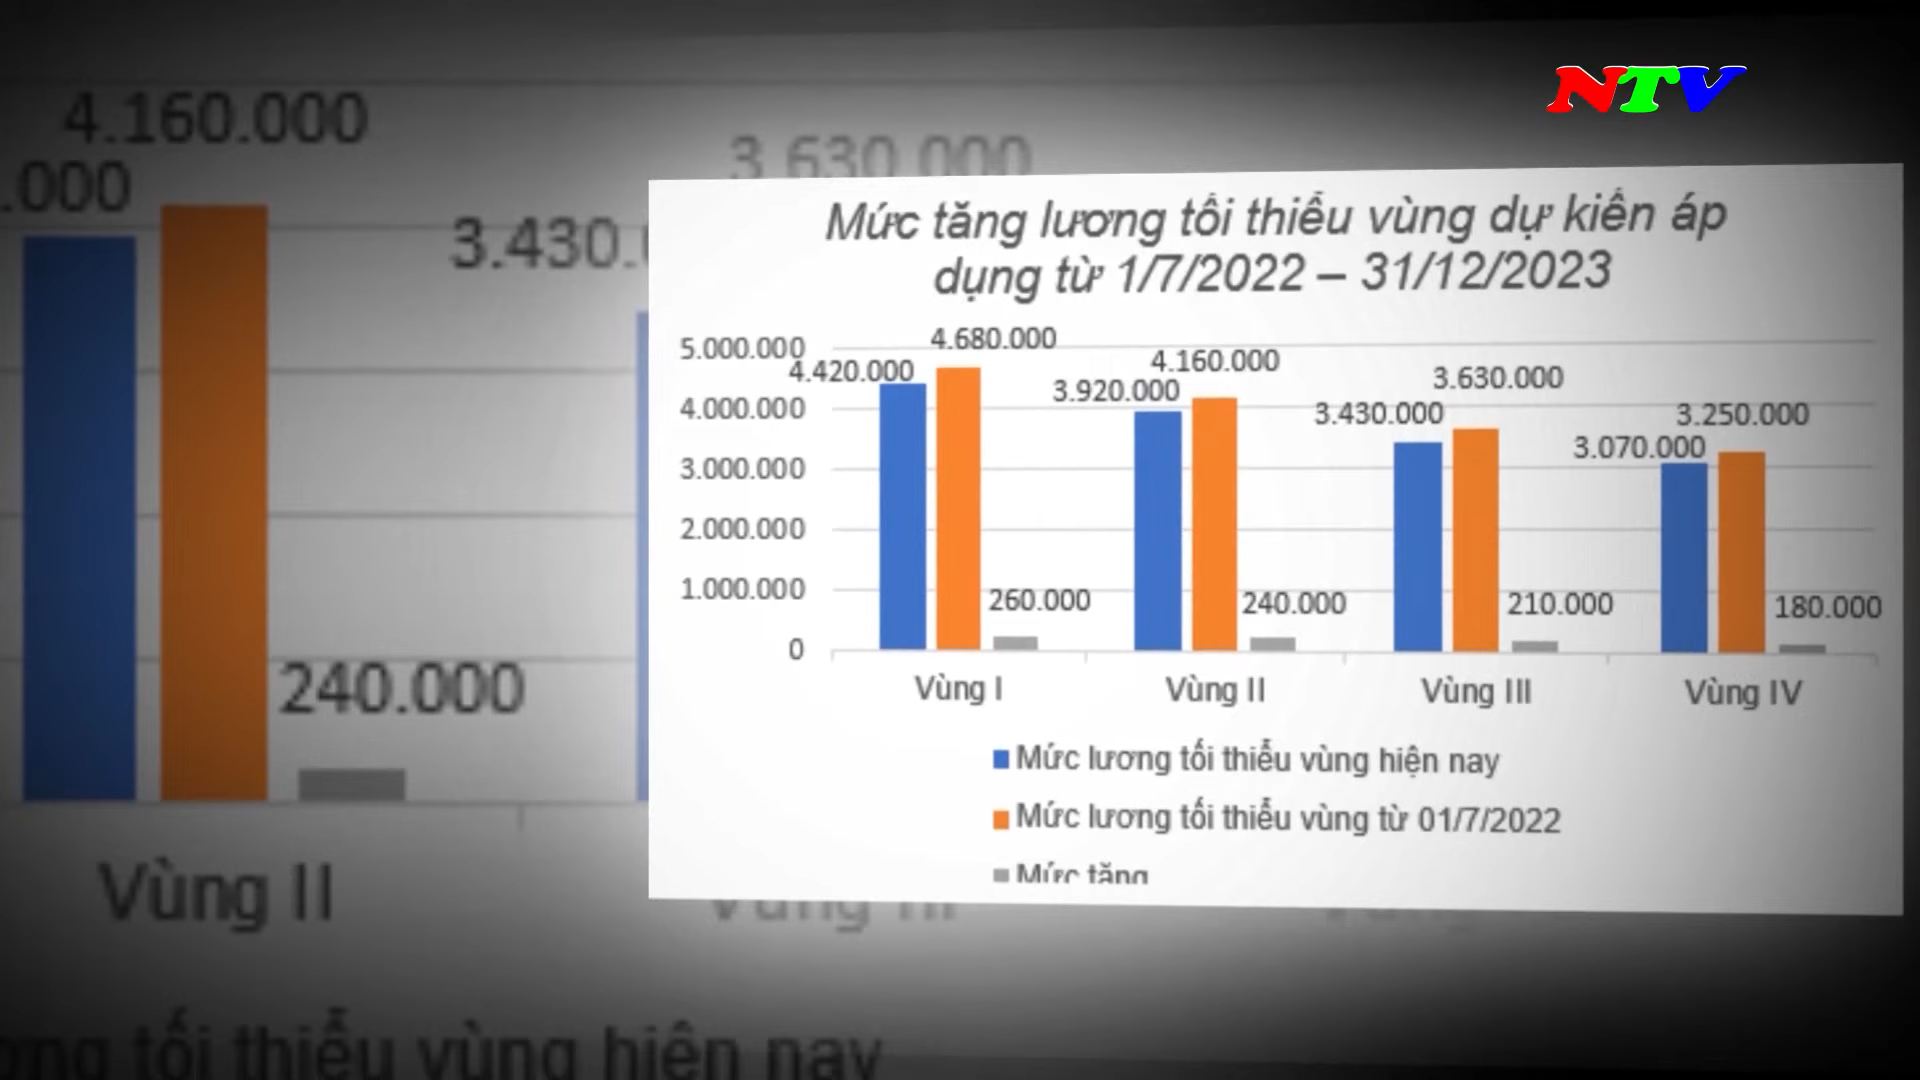 NTV
4.160.000
.000
3.630.000
3.430.
240.000
Vùng II
tối thiểu vùng hiện nay
Mức tăng lương tối thiểu vùng dự kiến áp
dụng từ 1/7/2022 – 31/12/2023
5.000.000
4.000.000
3.000.000
2.000.000
1.000.000
0
4.420.000
4.680.000
260.000
3.920.000
4.160.000
240.000
3.430.000
3.630.000
210.000
3.070.000
3.250.000
180.000
Vùng I
Vùng II
Vùng III
Vùng IV
Mức lương tối thiểu vùng hiện nay
Mức lương tối thiểu vùng từ 01/7/2022
Mức tăng